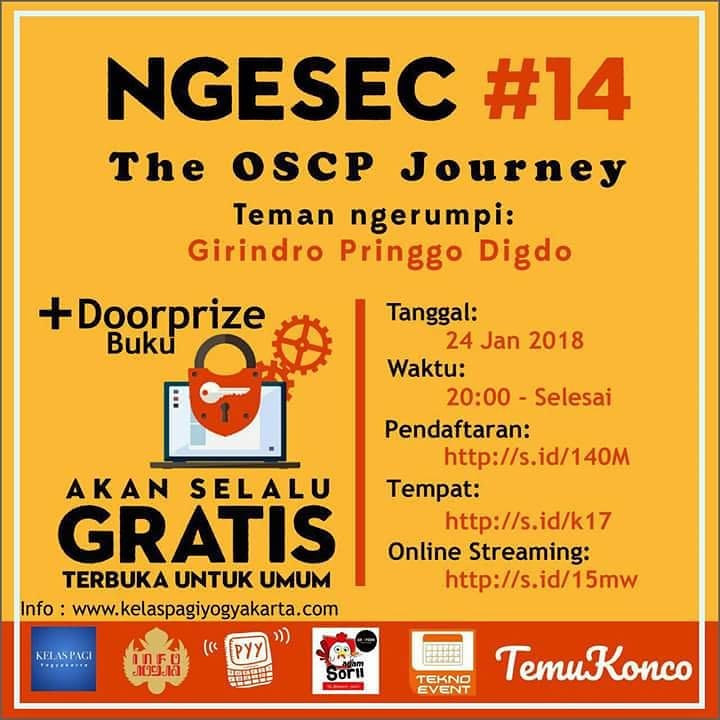 NGESEC #14
The OSCP Journey
Teman ngerumpi:
Girindro Pringgo Digdo
+Doorprize
Buku
AKAN SELALU
GRATIS
TERBUKA UNTUK UMUM
Tanggal:
24 Jan 2018
Waktu:
20:00 - Selesai
Pendaftaran:
http://s.id/140M
Tempat:
http://s.id/k17
Online Streaming:
http://s.id/15mw
Info : www.kelaspagiyogyakarta.com
KELAS PAGI
Yogyakarta
INFO
JOGJA
PYY
ayam
Sorii
TEKNO
EVENT
TemuKonco